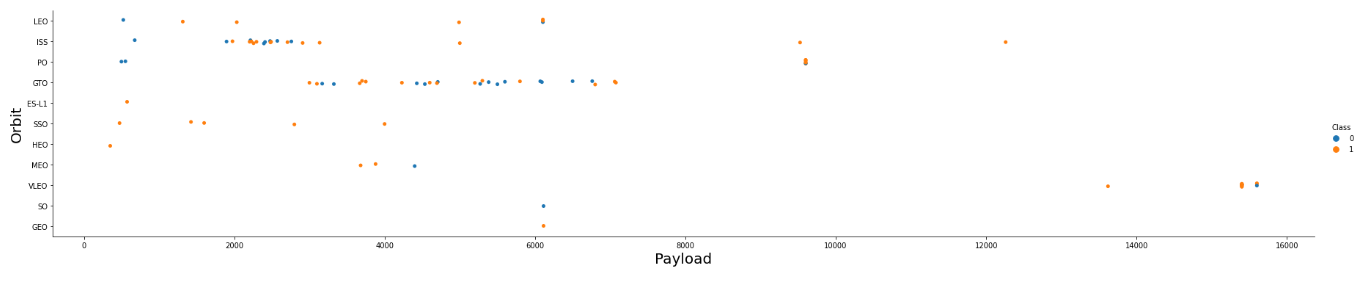 Orbit
LEO
ISS
PO
GTO
ES-L1
SSO
HEO
MEO
VLEO
SO
GEO
0 2000 4000 6000 8000 10000 12000 14000 16000
Payload
Class
0
1